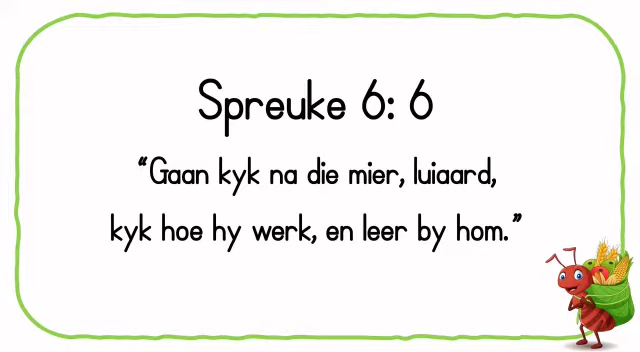 Spreuke 6: 6
“Gaan kyk na die mier, luiaard,
kyk hoe hy werk, en leer by hom.”